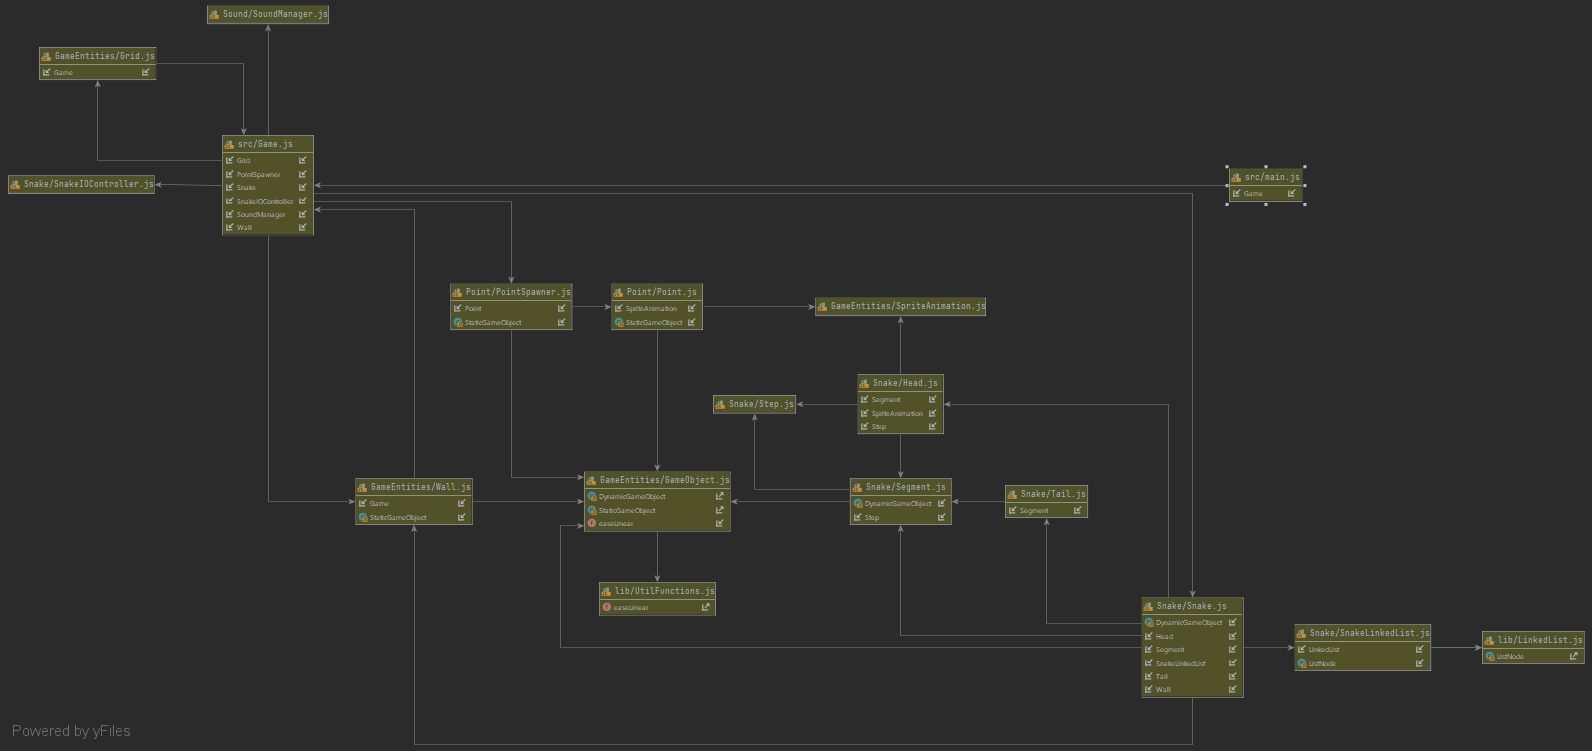 Sound/SoundManager.js
GameEntities/Grid.js
Game
src/Game.js
Grid
PointSpawner
Snake
SnakeIOController
SoundManager
Wall
Snake/SnakeIOController.js
src/main.js
Game
Point/PointSpawner.js
Point
StaticGameObject
Point/Point.js
SpriteAnimation
StaticGameObject
GameEntities/SpriteAnimation.js
Snake/Head.js
Segment
SpriteAnimation
Step
Snake/Step.js
GameEntities/Wall.js
Game
StaticGameObject
GameEntities/GameObject.js
DynamicGameObject
StaticGameObject
easeLinear
Snake/Segment.js
DynamicGameObject
Step
Snake/Tail.js
Segment
lib/UtilFunctions.js
easeLinear
Snake/Snake.js
DynamicGameObject
Head
Segment
SnakeLinkedList
Tail
Wall
Snake/SnakeLinkedList.js
LinkedList
ListNode
lib/LinkedList.js
ListNode
Powered by yFiles